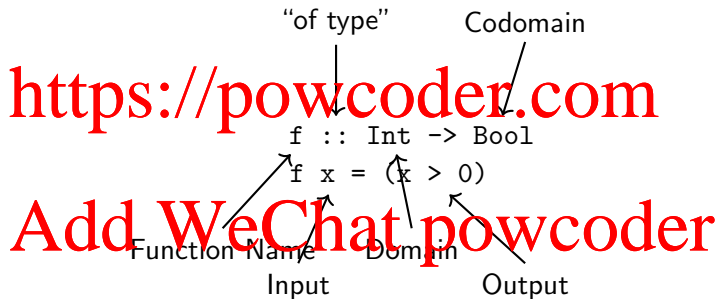 “of type” Codomain
https://powcoder.com
f :: Int -> Bool
f x = (x > 0)
Add WeChat powcoder
Function Name Domain
Input Output